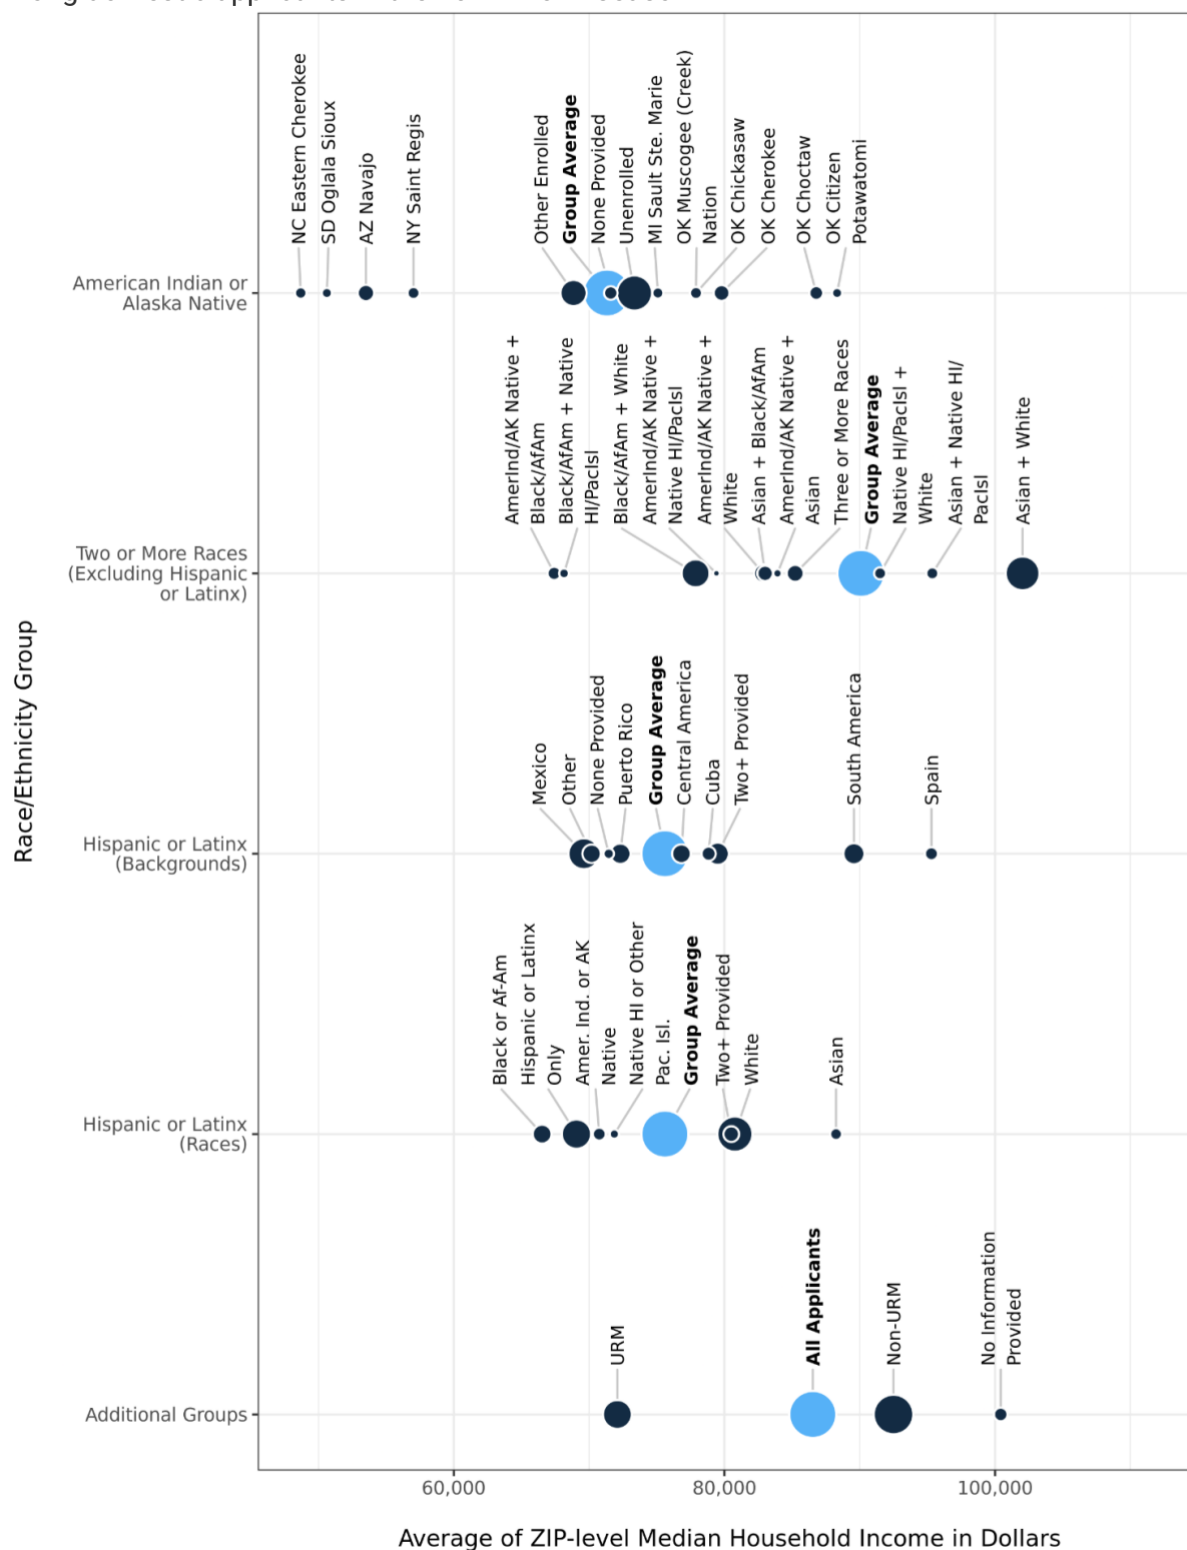 NC Eastern Cherokee
SD Oglala Sioux
AZ Navajo
NY Saint Regis
Other Enrolled
Group Average
None Provided
Unenrolled
MI Sault Ste. Marie
OK Muscogee (Creek)
Nation
OK Chickasaw
OK Cherokee
OK Choctaw
OK Citizen
Potawatomi
American Indian or
Alaska Native
AmerInd/AK Native +
Black/AfAm
Black/AfAm + Native
HI/PacIsl
Black/AfAm + White
AmerInd/AK Native +
Native HI/PacIsl
AmerInd/AK Native +
White
Asian + Black/AfAm
AmerInd/AK Native +
Asian
Three or More Races
Group Average
Native HI/PacIsl +
White
Asian + Native HI/
PacIsl
Asian + White
Two or More Races
(Excluding Hispanic
or Latinx)
Mexico
Other
None Provided
Puerto Rico
Group Average
Central America
Cuba
Two+ Provided
South America
Spain
Hispanic or Latinx
(Backgrounds)
Black or Af-Am
Hispanic or Latinx
Only
Amer. Ind. or AK
Native
Native HI or Other
Pac. Isl.
Group Average
Two+ Provided
White
Asian
Hispanic or Latinx
(Races)
URM
All Applicants
Non-URM
No Information
Provided
Additional Groups
Race/Ethnicity Group
60,000
80,000
100,000
Average of ZIP-level Median Household Income in Dollars